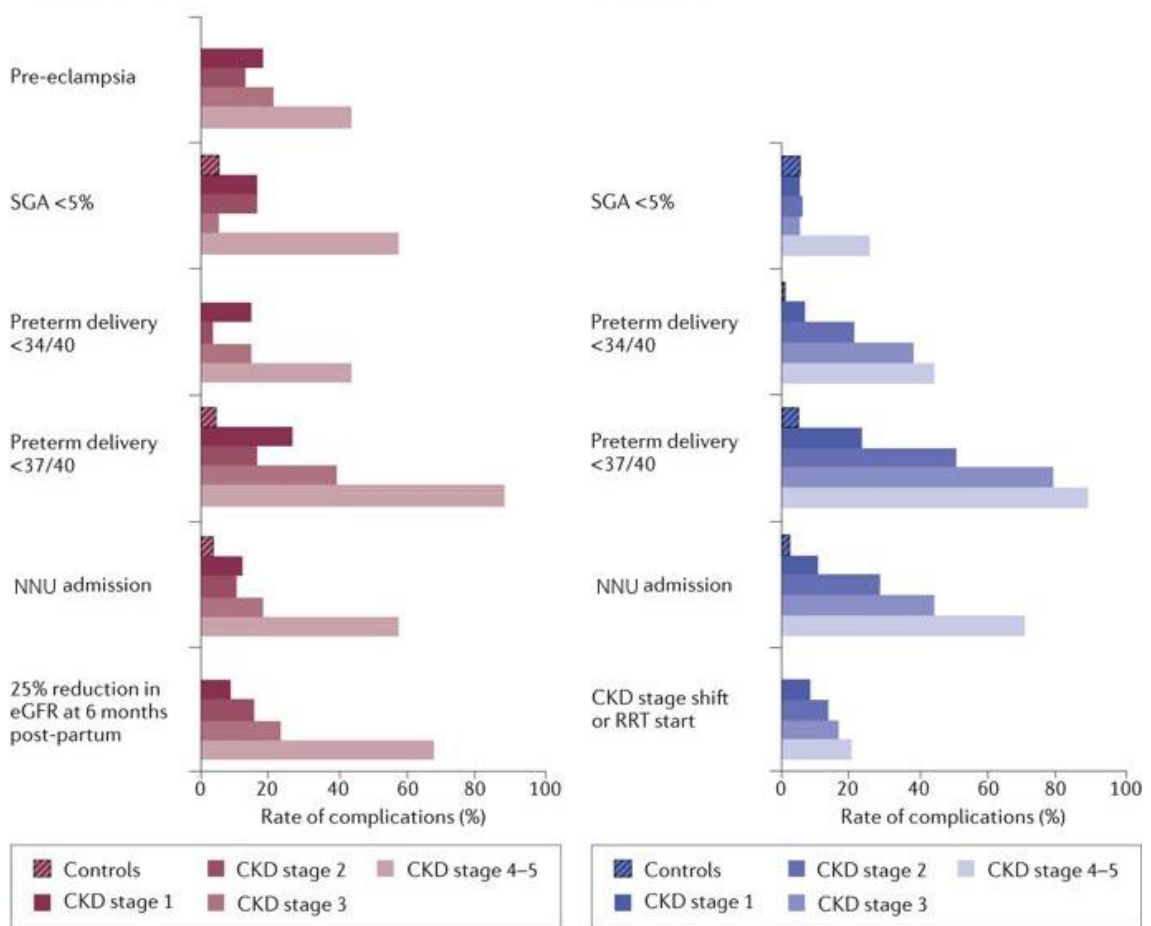 Pre-eclampsia
SGA <5%
Preterm delivery
<34/40
Preterm delivery
<37/40
NNU admission
25% reduction in
eGFR at 6 months
post-partum
0 20 40 60 80 100
Rate of complications (%)
Controls CKD stage 2 CKD stage 4–5
CKD stage 1 CKD stage 3
SGA <5%
Preterm delivery
<34/40
Preterm delivery
<37/40
NNU admission
CKD stage shift
or RRT start
0 20 40 60 80 100
Rate of complications (%)
Controls CKD stage 2 CKD stage 4–5
CKD stage 1 CKD stage 3